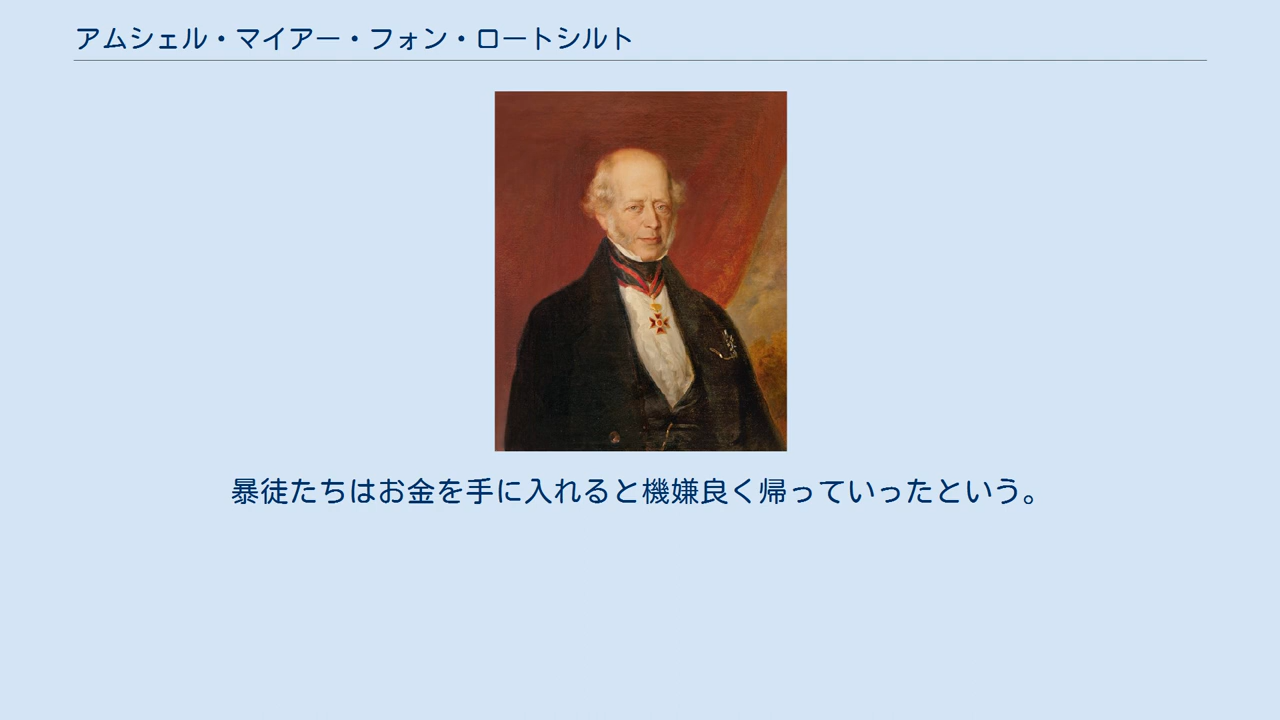 アムシェル・マイアー・フォン・ロートシルト
暴徒たちはお金を手に入れると機嫌良く帰っていったという。